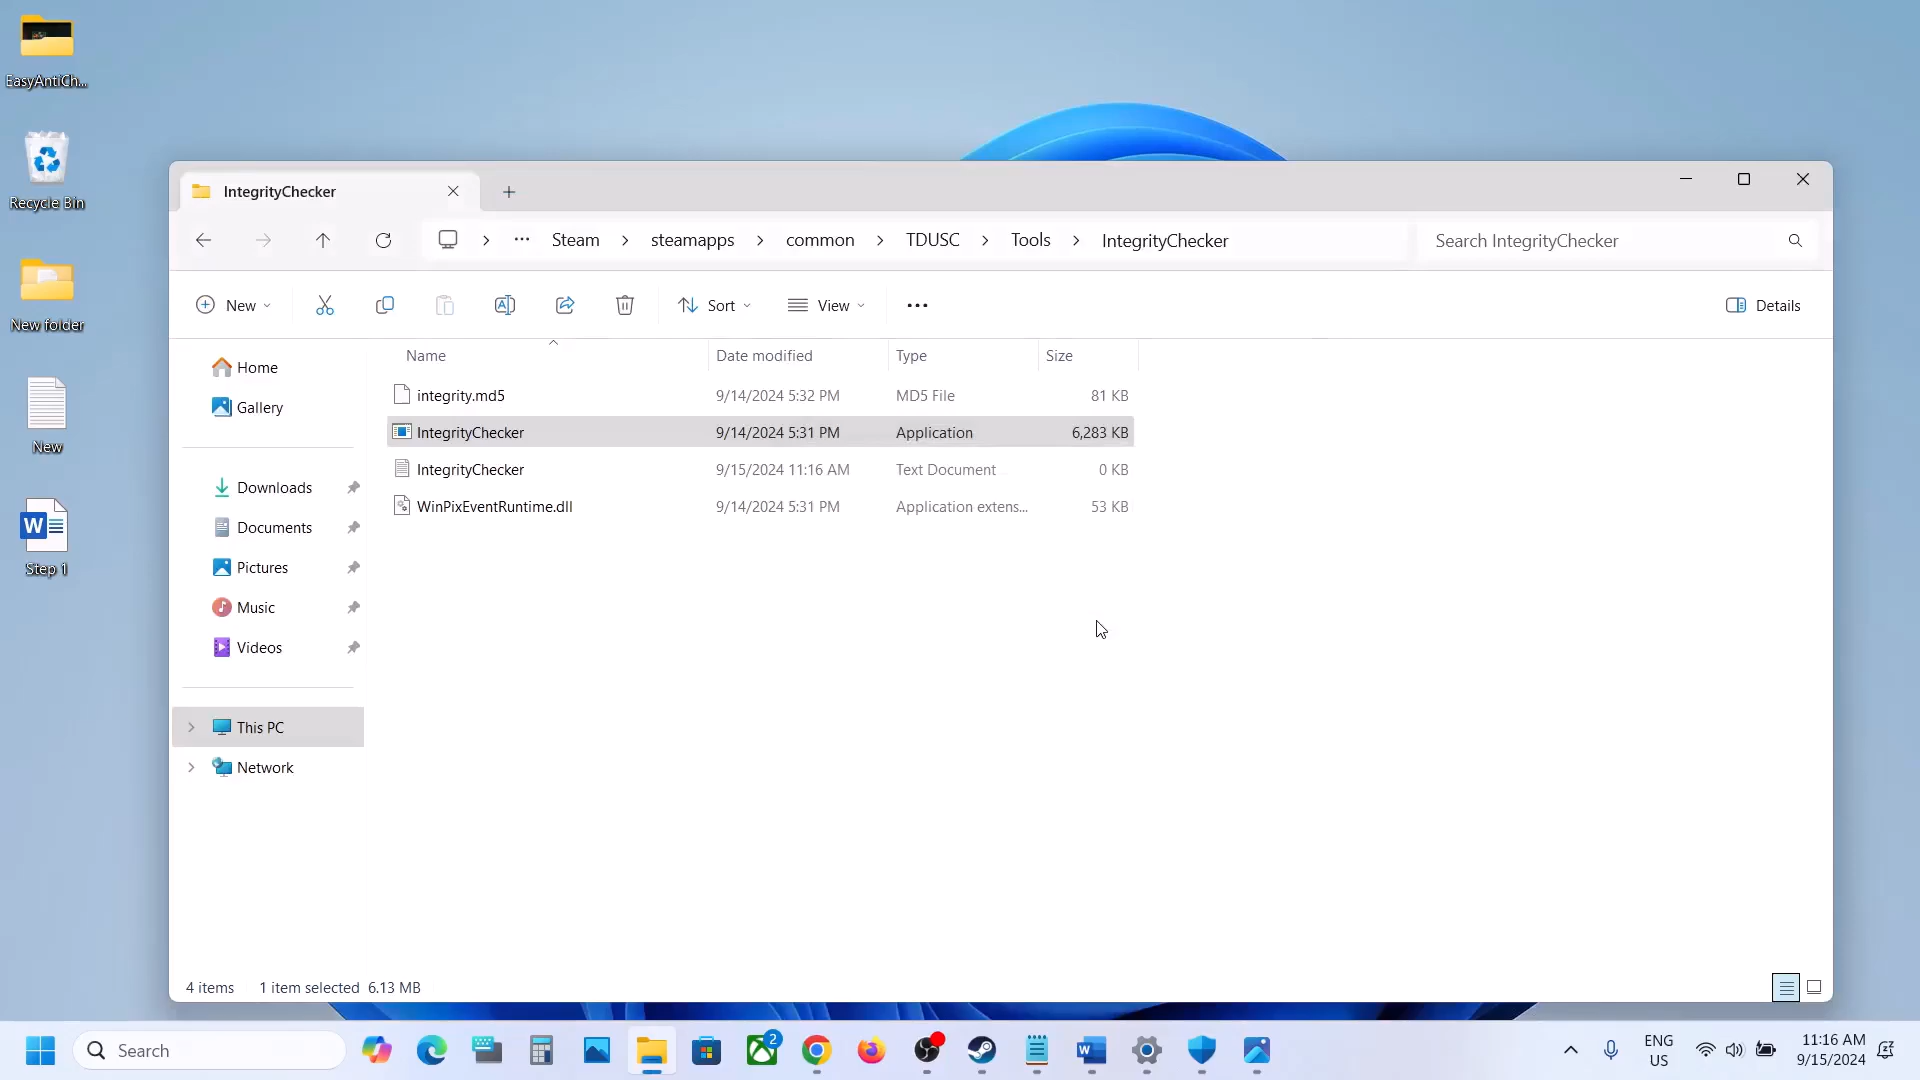 EasyAntiCh...
Recycle Bin
New folder
New
Step 1
IntegrityChecker
Steam
steamapps
common
TDUSC
Tools
IntegrityChecker
Search IntegrityChecker
New
Sort
View
Details
Home
Gallery
Downloads
Documents
Pictures
Music
Videos
This PC
Network
Name Date modified Type Size
integrity.md5 9/14/2024 5:32 PM MD5 File 81 KB
IntegrityChecker 9/14/2024 5:31 PM Application 6,283 KB
IntegrityChecker 9/15/2024 11:16 AM Text Document 0 KB
WinPixEventRuntime.dll 9/14/2024 5:31 PM Application extens... 53 KB
4 items 1 item selected 6.13 MB
Search
2
ENG
US
11:16 AM
9/15/2024